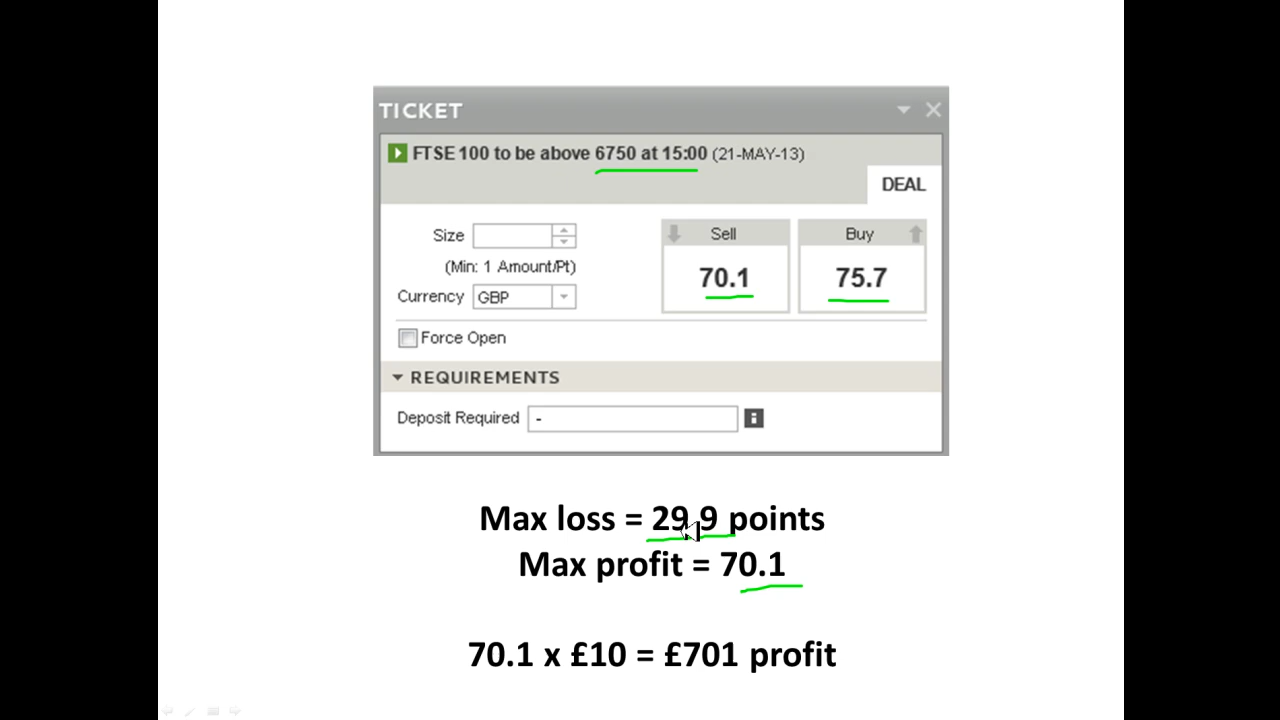 TICKET
FTSE 100 to be above 6750 at 15:00 (21-MAY-13)
DEAL
Size
Sell
Buy
(Min: 1 Amount/Pt)
70.1
75.7
Currency GBP
Force Open
REQUIREMENTS
Deposit Required -
Max loss = 29.9 points
Max profit = 70.1
70.1 x £10 = £701 profit